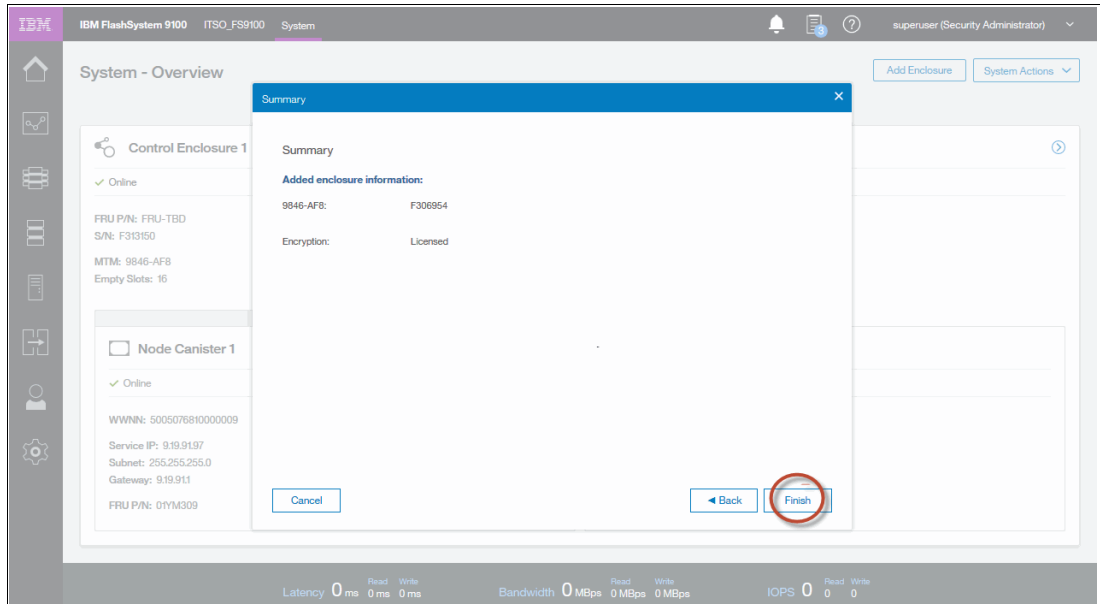 IBM IBM FlashSystem 9100 ITSO_FS9100 System 3 ? superuser (Security Administrator)
System - Overview
Add Enclosure System Actions
Summary ×
Control Enclosure 1
Online
FRU P/N: FRU-TBD
S/N: F313150
MTM: 9846-AF8
Empty Slots: 16
Summary
Added enclosure information:
9846-AF8: F306954
Encryption: Licensed
Node Canister 1
Online
WWNN: 5005076810000009
Service IP: 9.19.91.97
Subnet: 255.255.255.0
Gateway: 9.19.91.1
FRU P/N: 01YM309
Cancel
Back
Finish
Latency 0 ms Read 0 ms Write 0 ms
Bandwidth 0 MBps Read 0 MBps Write 0 MBps
IOPS 0 Read 0 Write 0